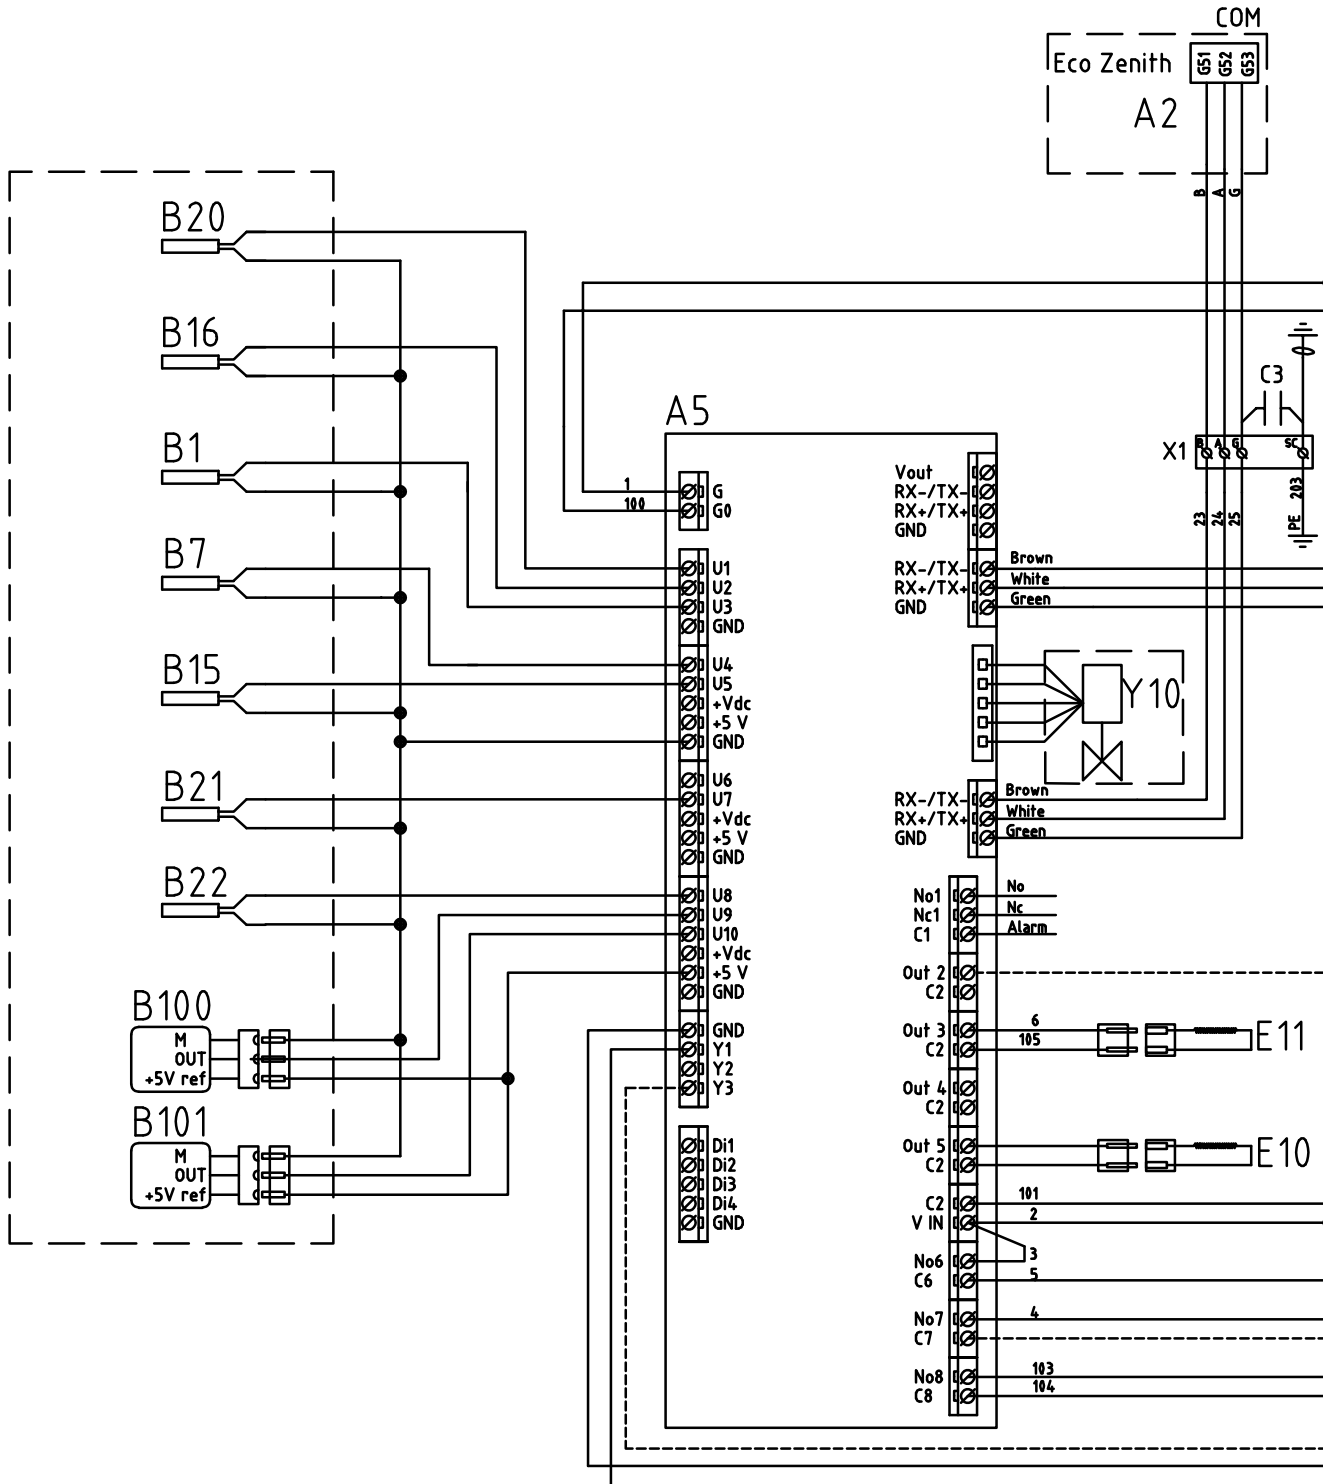 COM
Eco Zenith
G51
G52
G53
A2
B
A
G
B20
B16
B1
B7
B15
B21
B22
B100
M
OUT
+5V ref
B101
M
OUT
+5V ref
C3
X1
B
A
G
SC
23
24
25
PE
203
A5
1
G
100
G0
U1
U2
U3
GND
U4
U5
+Vdc
+5 V
GND
U6
U7
+Vdc
+5 V
GND
U8
U9
U10
+Vdc
+5 V
GND
GND
Y1
Y2
Y3
Di1
Di2
Di3
Di4
GND
Vout
RX-/TX-
RX+/TX+
GND
RX-/TX- Brown
RX+/TX+ White
GND Green
Y10
RX-/TX- Brown
RX+/TX+ White
GND Green
No1 No
Nc1 Nc
C1 Alarm
Out 2
C2
Out 3 6
C2 105
E11
Out 4
C2
Out 5
C2
E10
C2 101
V IN 2
No6 3
C6 5
No7 4
C7
No8 103
C8 104